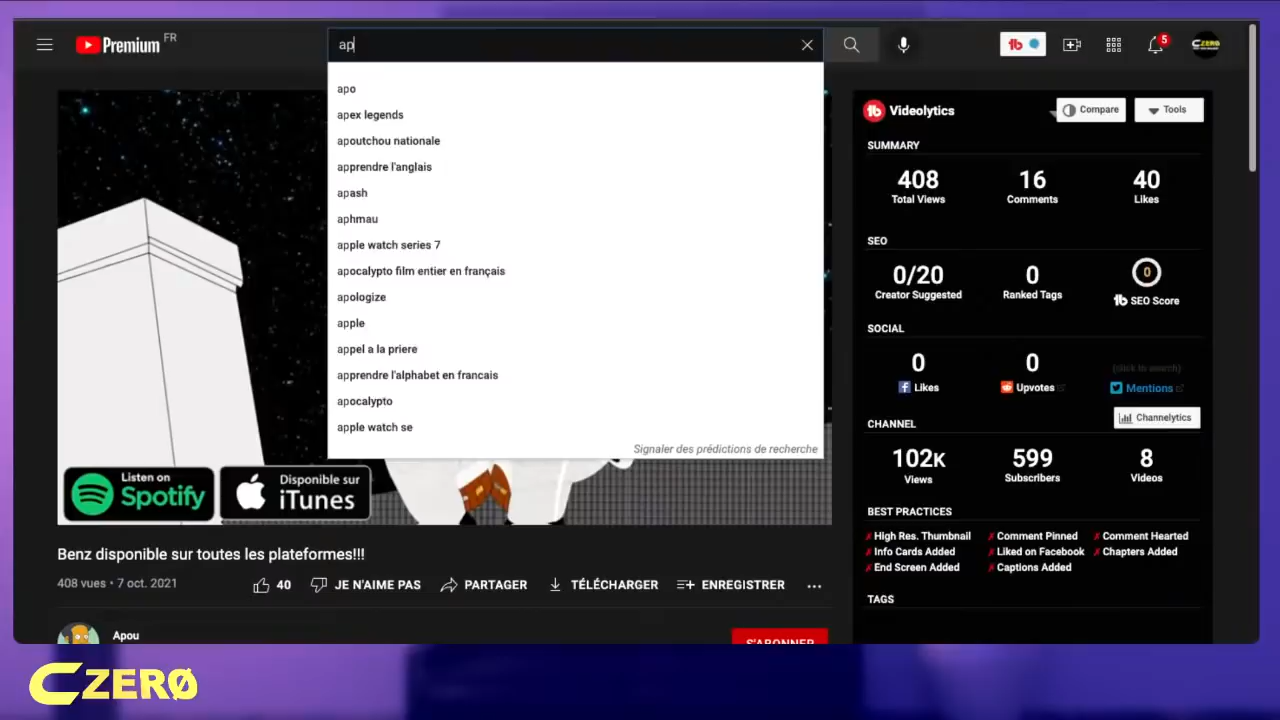 Premium FR
ap
5
CZERØ
apo
apex legends
apoutchou nationale
apprendre l'anglais
apash
aphmau
apple watch series 7
apocalypto film entier en français
apologize
apple
appel a la priere
apprendre l'alphabet en francais
apocalypto
apple watch se
Signaler des prédictions de recherche
Listen on
Spotify
Disponible sur
iTunes
Benz disponible sur toutes les plateformes!!!
408 vues • 7 oct. 2021
40
JE N'AIME PAS
PARTAGER
TÉLÉCHARGER
ENREGISTRER
Apou
S'ABONNER
Videolytics
Compare
Tools
SUMMARY
408 16 40
Total Views Comments Likes
SEO
0/20 0 0
Creator Suggested Ranked Tags SEO Score
SOCIAL
0 0 (click to search)
Likes Upvotes Mentions
CHANNEL
Channelytics
102K 599 8
Views Subscribers Videos
BEST PRACTICES
High Res. Thumbnail Comment Pinned Comment Hearted
Info Cards Added Liked on Facebook Chapters Added
End Screen Added Captions Added
TAGS
CZERØ